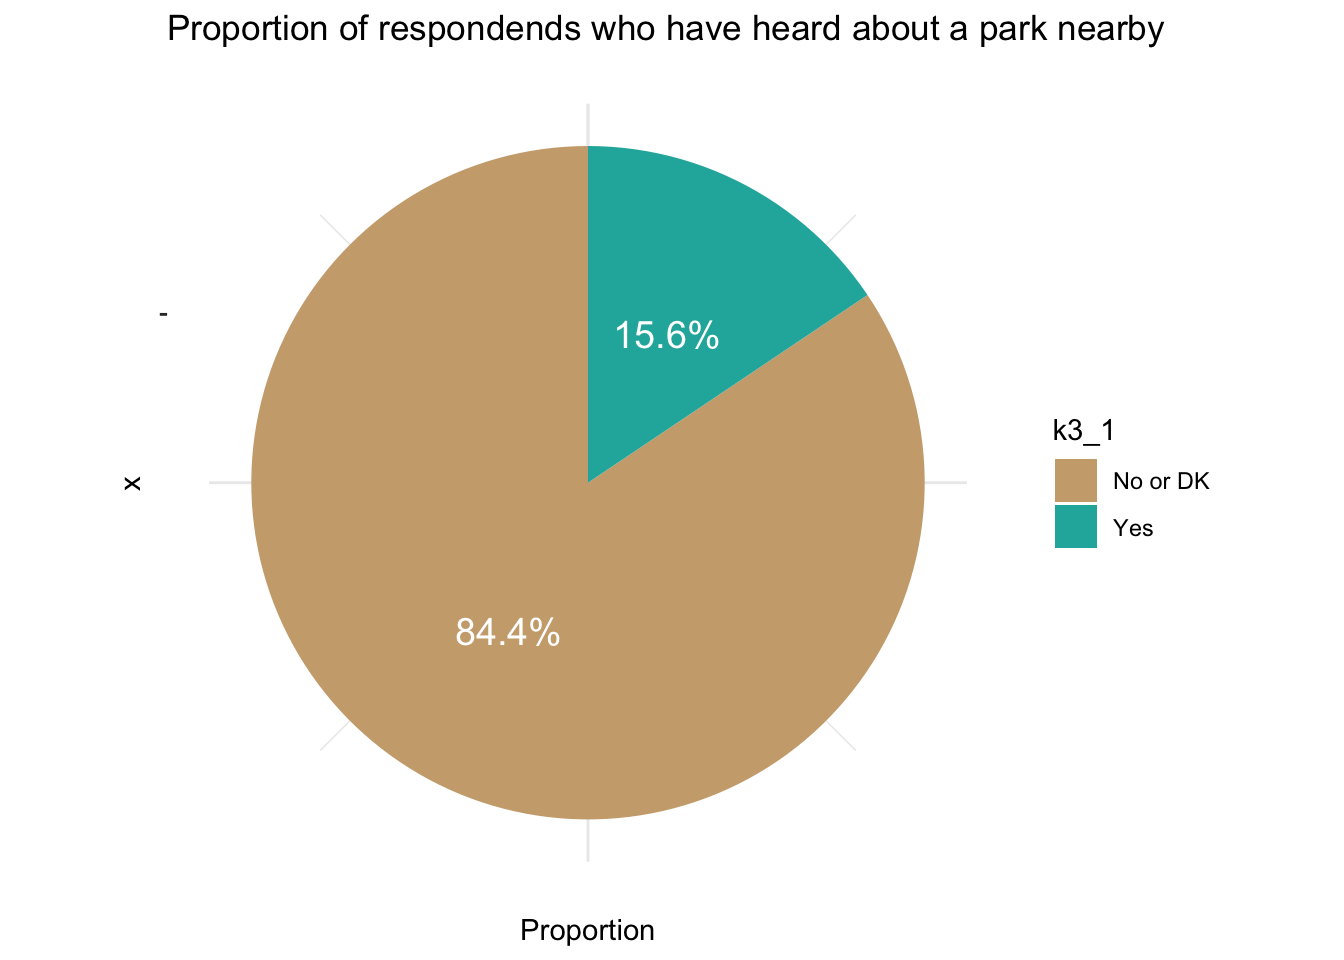 Proportion of respondends who have heard about a park nearby
15.6%
-
x
k3_1
No or DK
Yes
84.4%
Proportion